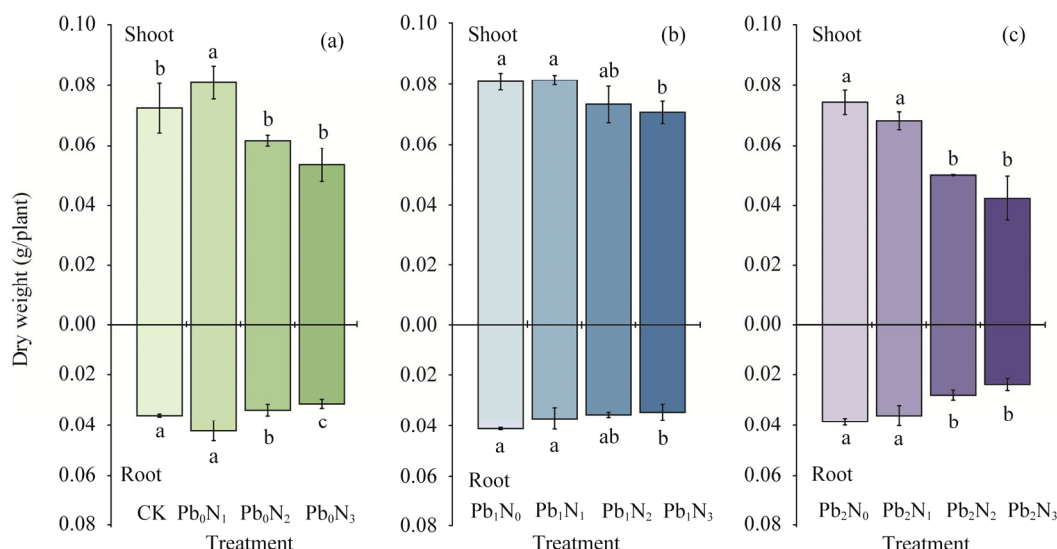 Dry weight (g/plant)
0.10
0.08
0.06
0.04
0.02
0.00
0.02
0.04
0.06
0.08
Shoot
(a)
b
a
b
b
a
a
b
c
Root
CK Pb₀N₁ Pb₀N₂ Pb₀N₃
Treatment
0.10
0.08
0.06
0.04
0.02
0.00
0.02
0.04
0.06
0.08
Shoot
(b)
a
a
ab
b
a
a
ab
b
Root
Pb₁N₀ Pb₁N₁ Pb₁N₂ Pb₁N₃
Treatment
0.10
0.08
0.06
0.04
0.02
0.00
0.02
0.04
0.06
0.08
Shoot
(c)
a
a
b
b
a
a
b
b
Root
Pb₂N₀ Pb₂N₁ Pb₂N₂ Pb₂N₃
Treatment